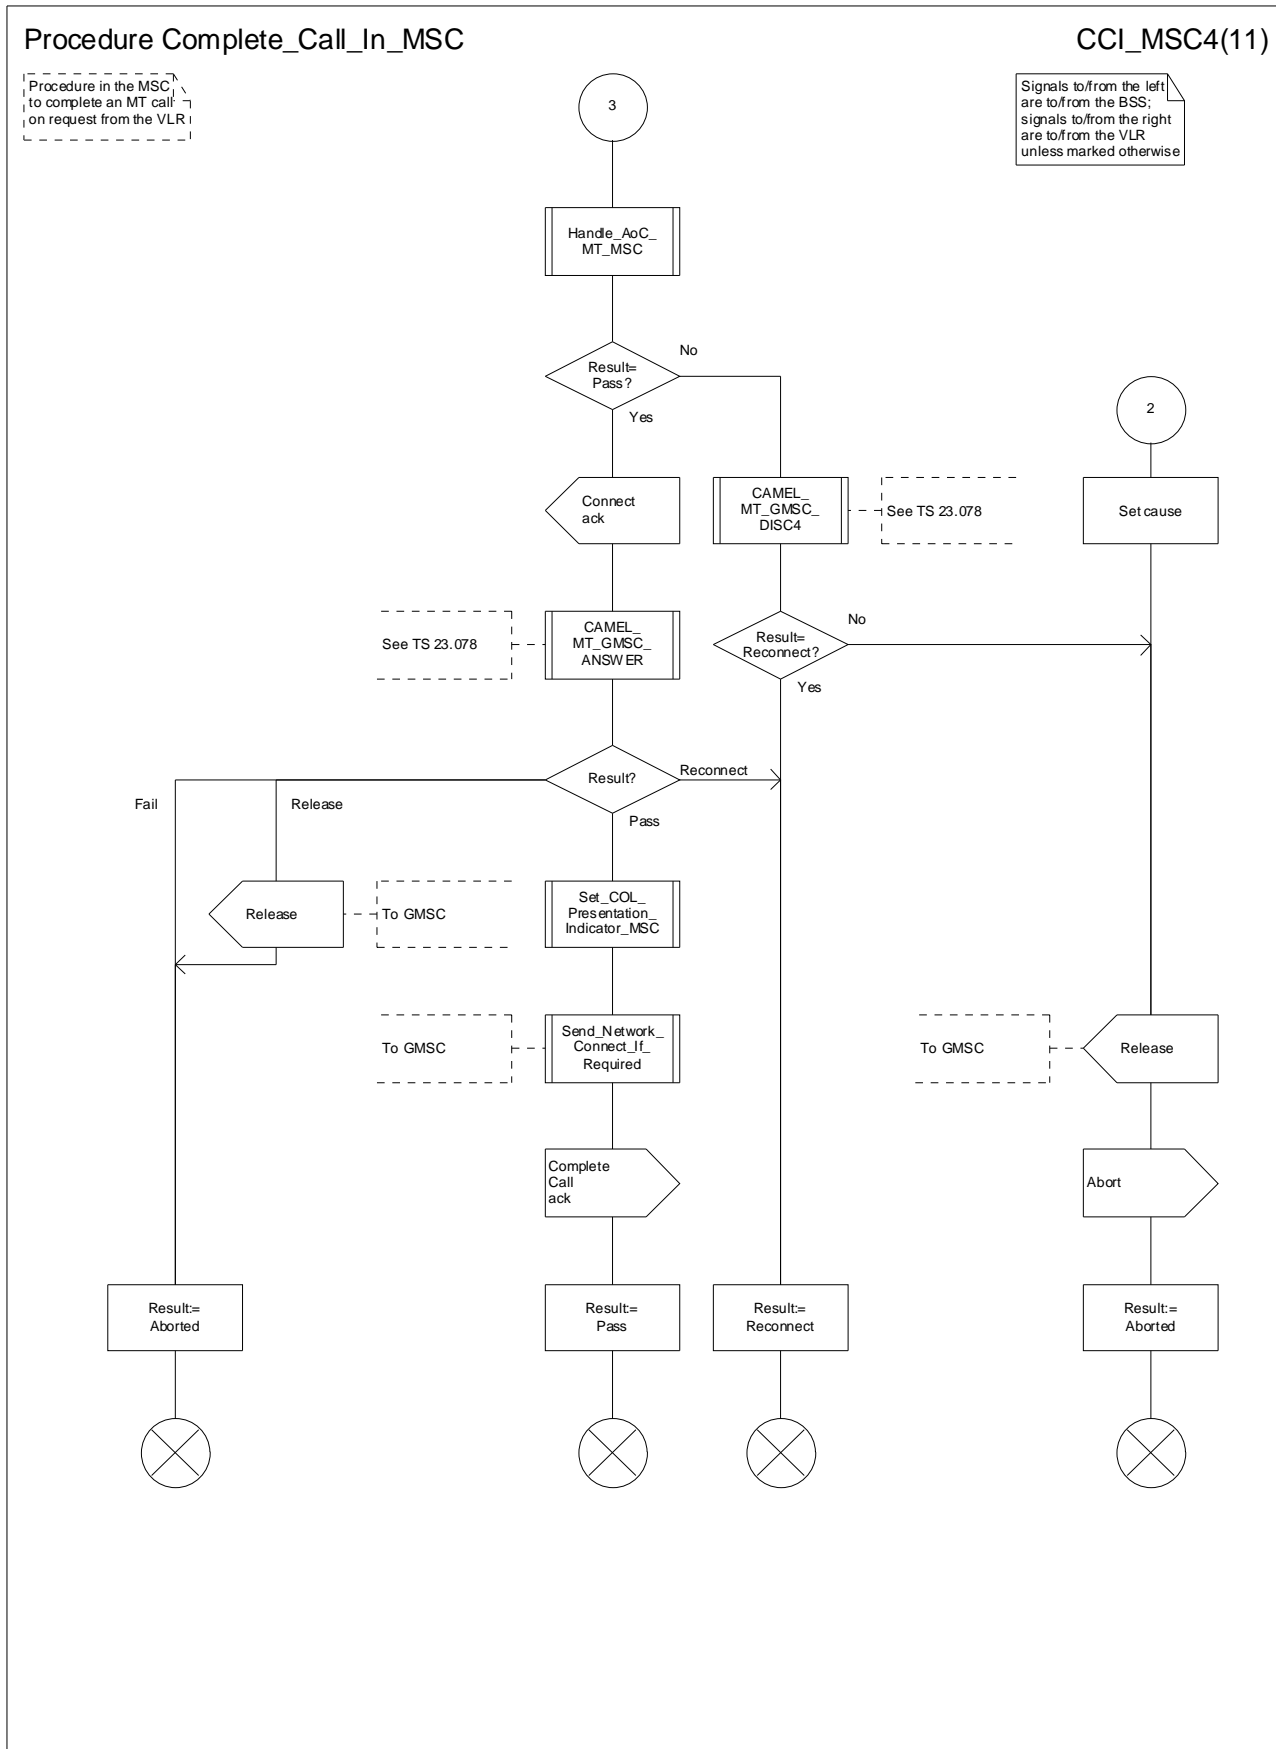 Procedure Complete_Call_In_MSC
CCI_MSC4(11)
Procedure in the MSC
to complete an MT call
on request from the VLR
Signals to/from the left
are to/from the BSS;
signals to/from the right
are to/from the VLR
unless marked otherwise
3
Handle_AoC_
MT_MSC
Result=
Pass?
No
Yes
2
Connect
ack
CAMEL_
MT_GMSC_
DISC4
See TS 23.078
Set cause
See TS 23.078
CAMEL_
MT_GMSC_
ANSWER
Result=
Reconnect?
No
Yes
Result?
Reconnect
Fail
Release
Pass
Release
To GMSC
Set_COL_
Presentation_
Indicator_MSC
To GMSC
Send_Network_
Connect_If_
Required
To GMSC
Release
Complete
Call
ack
Abort
Result:=
Aborted
Result:=
Pass
Result:=
Reconnect
Result:=
Aborted